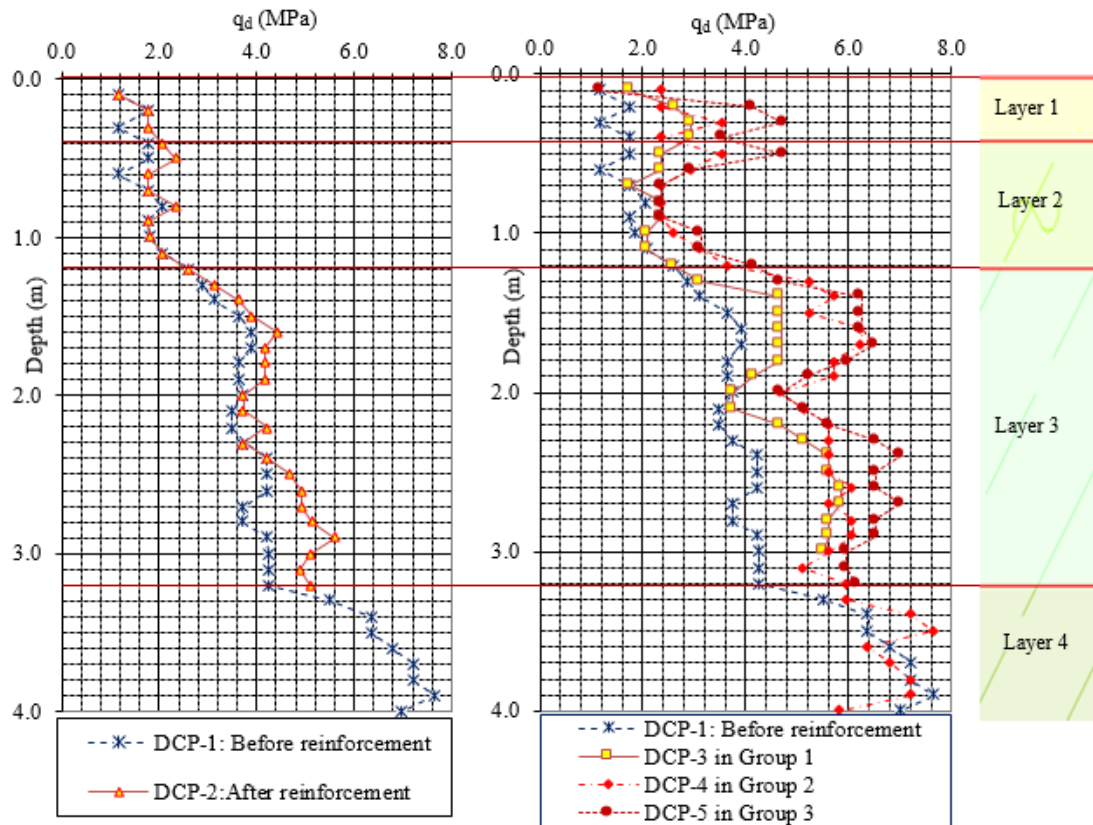 q_d (MPa)
0.0 2.0 4.0 6.0 8.0
0.0
1.0
2.0
3.0
4.0
Depth (m)
DCP-1: Before reinforcement
DCP-2:After reinforcement
q_d (MPa)
0.0 2.0 4.0 6.0 8.0
0.0
1.0
2.0
3.0
4.0
Depth (m)
DCP-1: Before reinforcement
DCP-3 in Group 1
DCP-4 in Group 2
DCP-5 in Group 3
Layer 1
Layer 2
Layer 3
Layer 4